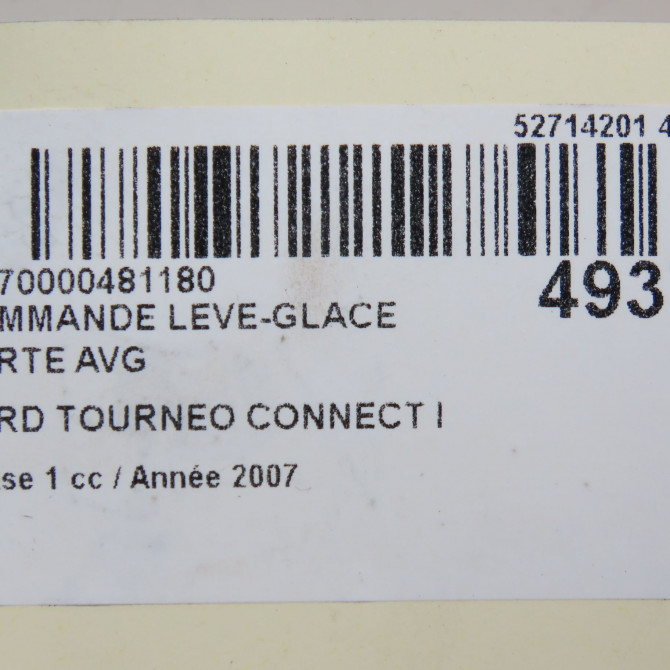 52714201 4
70000481180
493
MMANDE LEVE-GLACE
RTE AVG
RD TOURNEO CONNECT I
se 1 cc / Année 2007